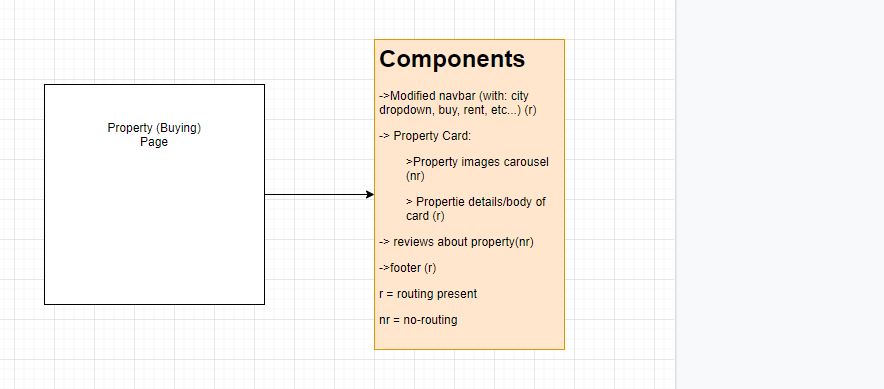 Property (Buying)
Page
Components
->Modified navbar (with: city
dropdown, buy, rent, etc...) (r)
-> Property Card:
>Property images carousel
(nr)
> Propertie details/body of
card (r)
-> reviews about property(nr)
->footer (r)
r = routing present
nr = no-routing